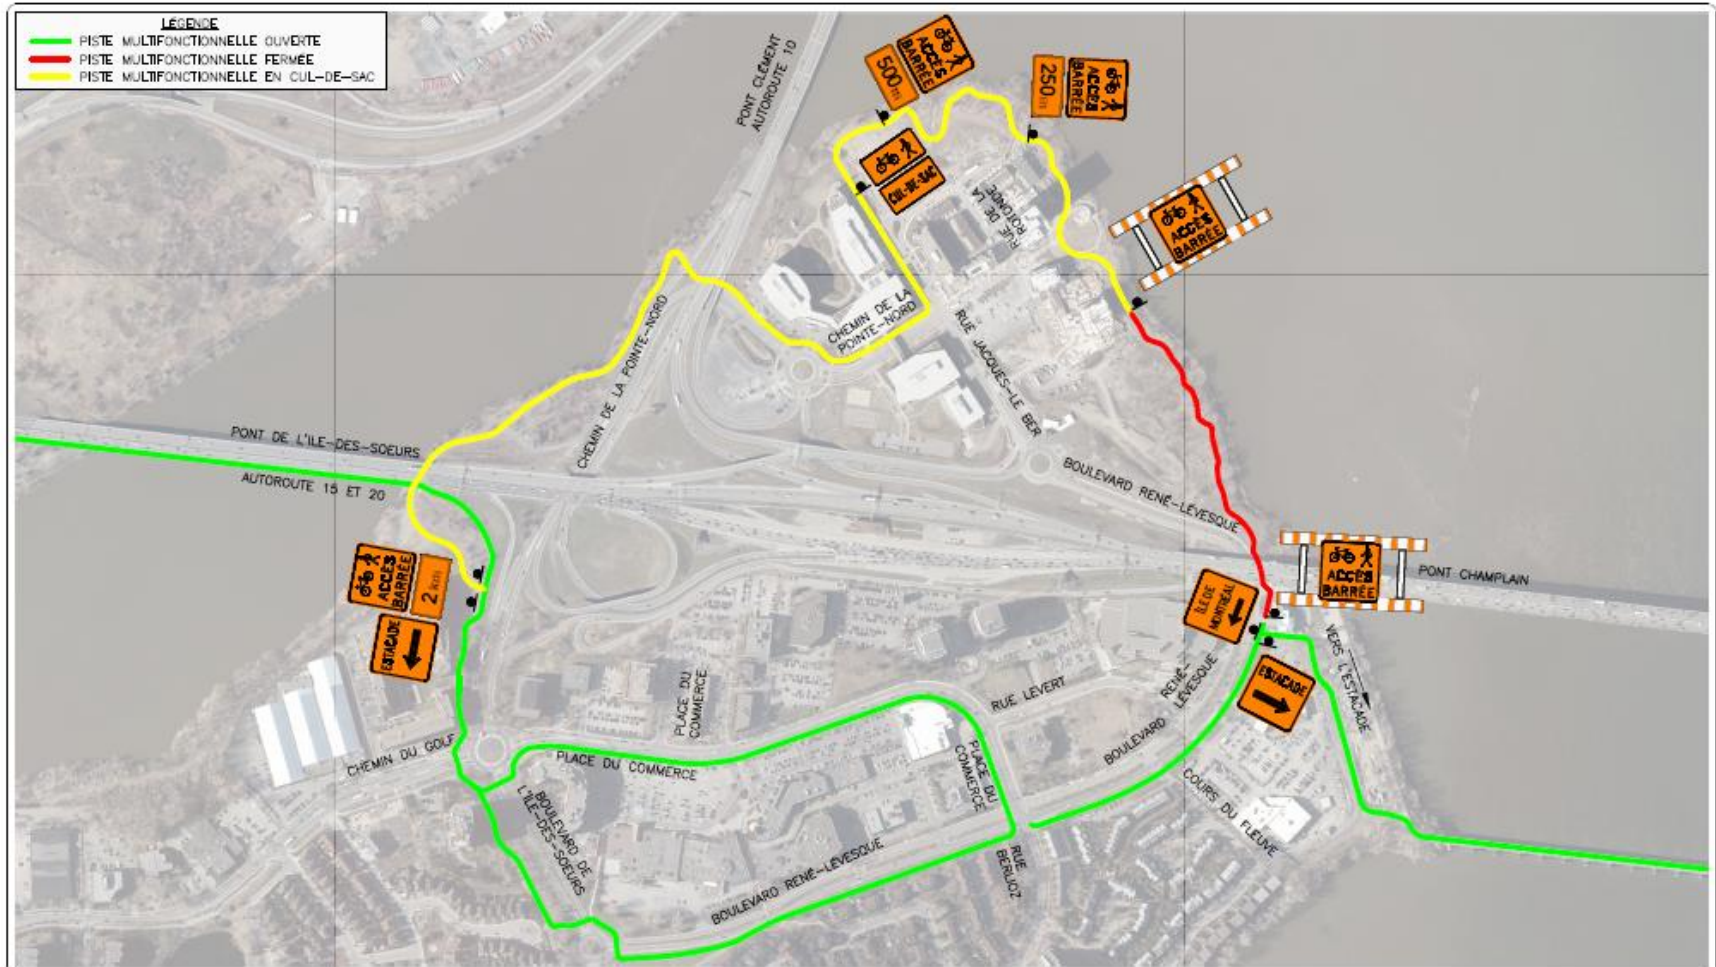 LÉGENDE
PISTE MULTIFONCTIONNELLE OUVERTE
PISTE MULTIFONCTIONNELLE FERMÉE
PISTE MULTIFONCTIONNELLE EN CUL-DE-SAC
PONT CLÉMENT
AUTOROUTE 10
500m
ACCÈS
BARRÉE
250m
ACCÈS
BARRÉE
CUL-DE-SAC
RUE DE LA
ROTONDE
ACCÈS
BARRÉE
CHEMIN DE LA POINTE-NORD
CHEMIN DE LA
POINTE-NORD
RUE JACQUES-LE BER
PONT DE L'ILE-DES-SOEURS
AUTOROUTE 15 ET 20
BOULEVARD RENÉ-LÉVESQUE
ACCÈS
BARRÉE
2 km
ESTACADE
ACCÈS
BARRÉE
PONT CHAMPLAIN
ÎLE DE
MONTRÉAL
VERS L'ESTACADE
ESTACADE
RENÉ-
LÉVESQUE
BOULEVARD
RUE LEVERT
PLACE DU
COMMERCE
CHEMIN DU GOLF
PLACE DU COMMERCE
PLACE DU
COMMERCE
COURS DU FLEUVE
BOULEVARD DE
L'ÎLE-DES-SOEURS
BOULEVARD RENÉ-LÉVESQUE
RUE
BERLIOZ